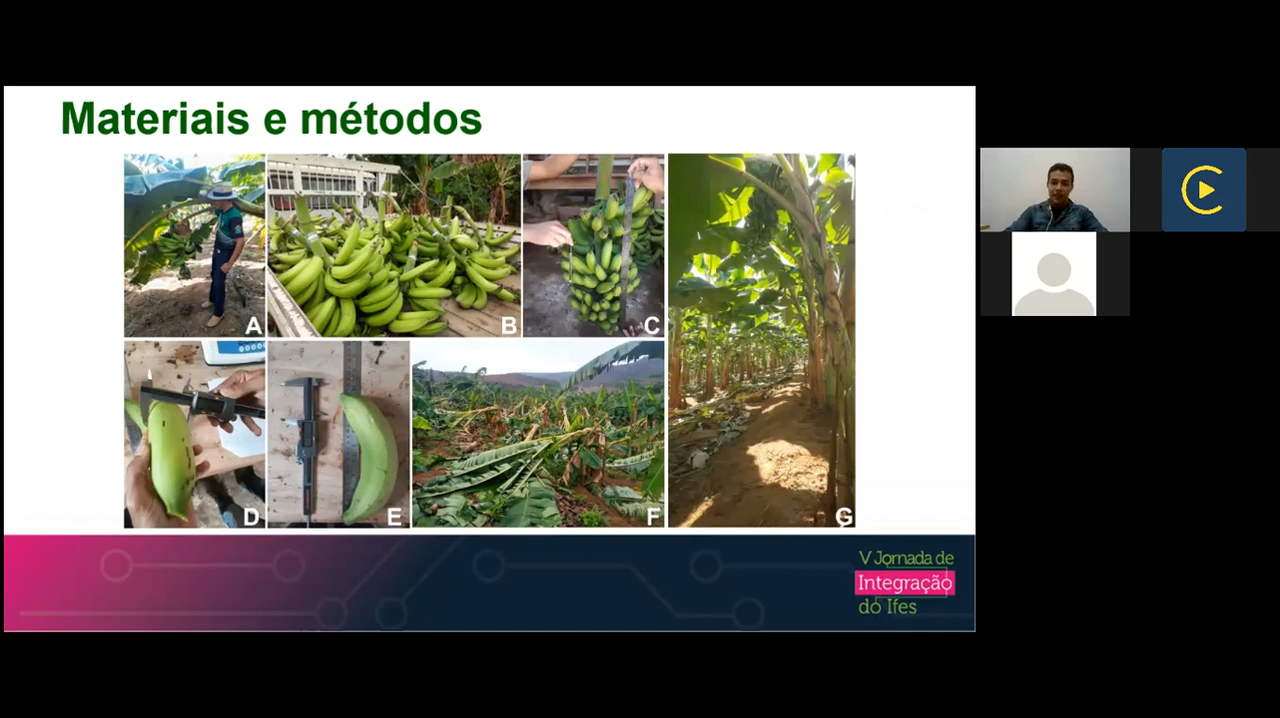 Materiais e métodos
A
B
C
D
E
F
G
V Jornada de
Integração
do Ifes